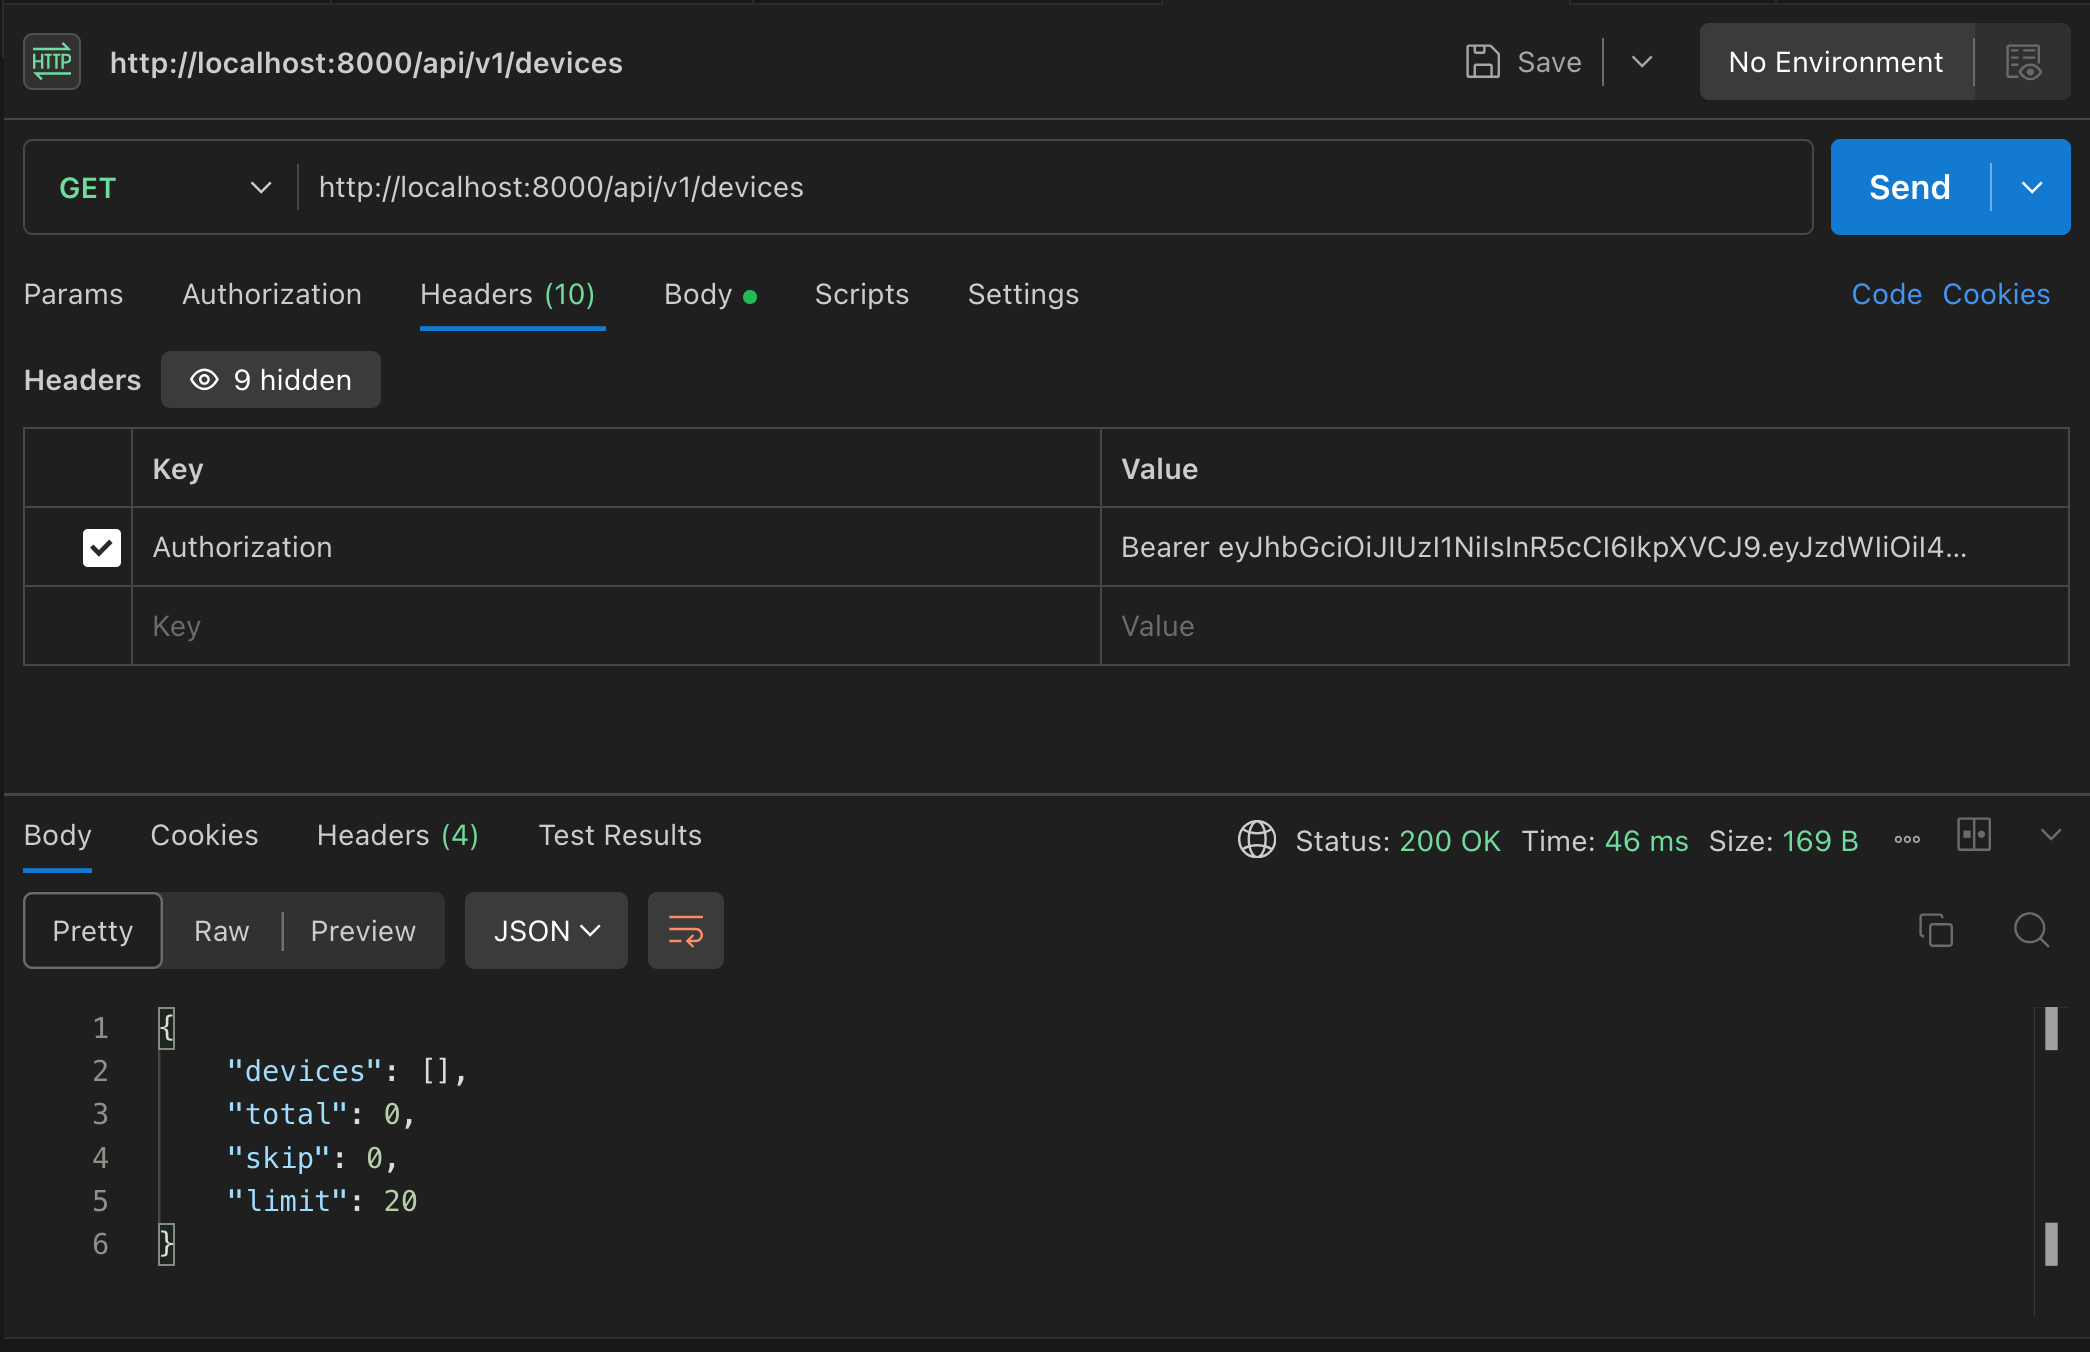 HTTP http://localhost:8000/api/v1/devices Save No Environment
GET http://localhost:8000/api/v1/devices Send
Params Authorization Headers (10) Body Scripts Settings Code Cookies
Headers 9 hidden
Key Value
Authorization Bearer eyJhbGciOiJIUzI1NiIsInR5cCI6IkpXVCJ9.eyJzdWIiOiI4...
Key Value
Body Cookies Headers (4) Test Results Status: 200 OK Time: 46 ms Size: 169 B
Pretty Raw Preview JSON
1 {
2 "devices": [],
3 "total": 0,
4 "skip": 0,
5 "limit": 20
6 }